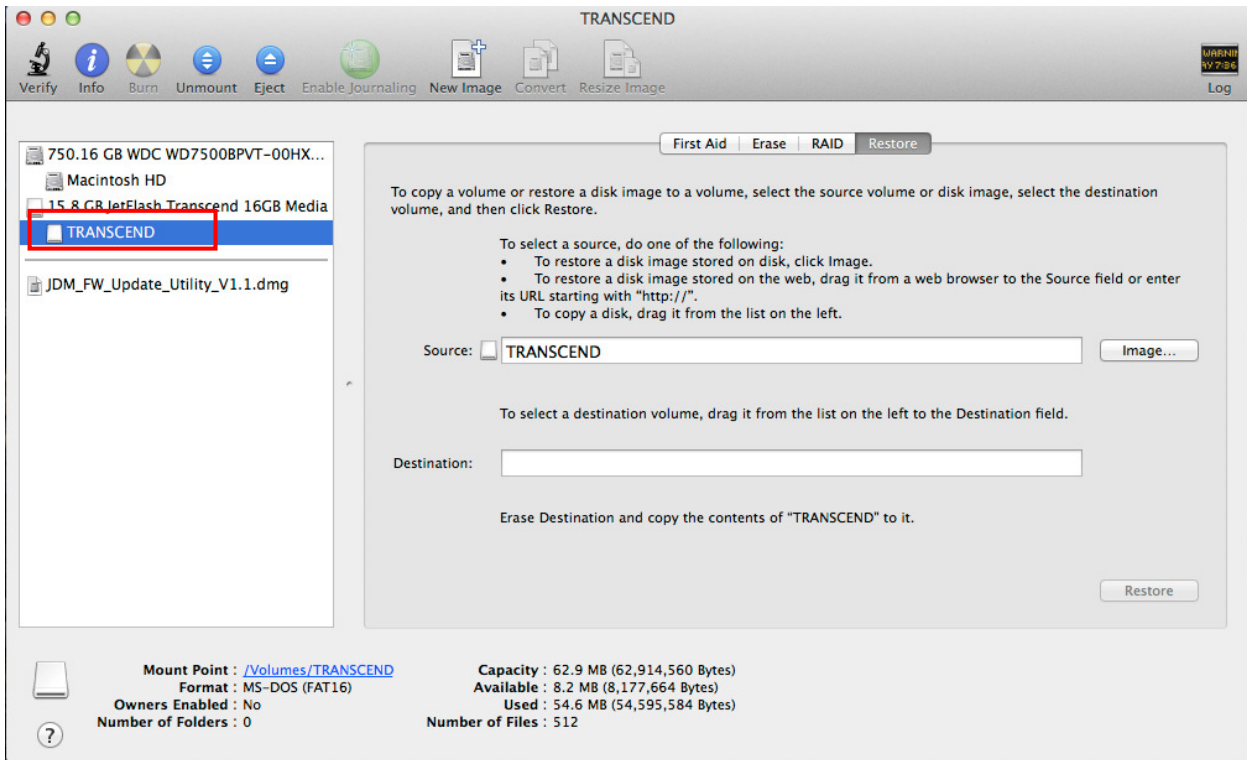 TRANSCEND
Verify Info Burn Unmount Eject Enable Journaling New Image Convert Resize Image Log
WARNIN
7:36
750.16 GB WDC WD7500BPVT-00HX...
Macintosh HD
15.8 GB JetFlash Transcend 16GB Media
TRANSCEND
JDM_FW_Update_Utility_V1.1.dmg
First Aid Erase RAID Restore
To copy a volume or restore a disk image to a volume, select the source volume or disk image, select the destination
volume, and then click Restore.
To select a source, do one of the following:
• To restore a disk image stored on disk, click Image.
• To restore a disk image stored on the web, drag it from a web browser to the Source field or enter
its URL starting with “http://”.
• To copy a disk, drag it from the list on the left.
Source: TRANSCEND Image...
To select a destination volume, drag it from the list on the left to the Destination field.
Destination:
Erase Destination and copy the contents of “TRANSCEND” to it.
Restore
Mount Point : /Volumes/TRANSCEND Capacity : 62.9 MB (62,914,560 Bytes)
Format : MS-DOS (FAT16) Available : 8.2 MB (8,177,664 Bytes)
Owners Enabled : No Used : 54.6 MB (54,595,584 Bytes)
Number of Folders : 0 Number of Files : 512
?